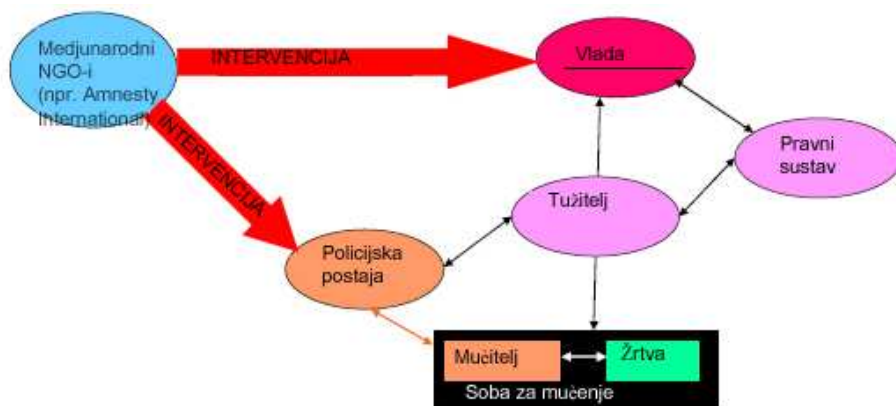 Medjunarodni
NGO-i
(npr. Amnesty
International)
INTERVENCIJA
Vlada
INTERVENCIJA
Pravni
sustav
Tužitelj
Policijska
postaja
Mučitelj
Žrtva
Soba za mučenje